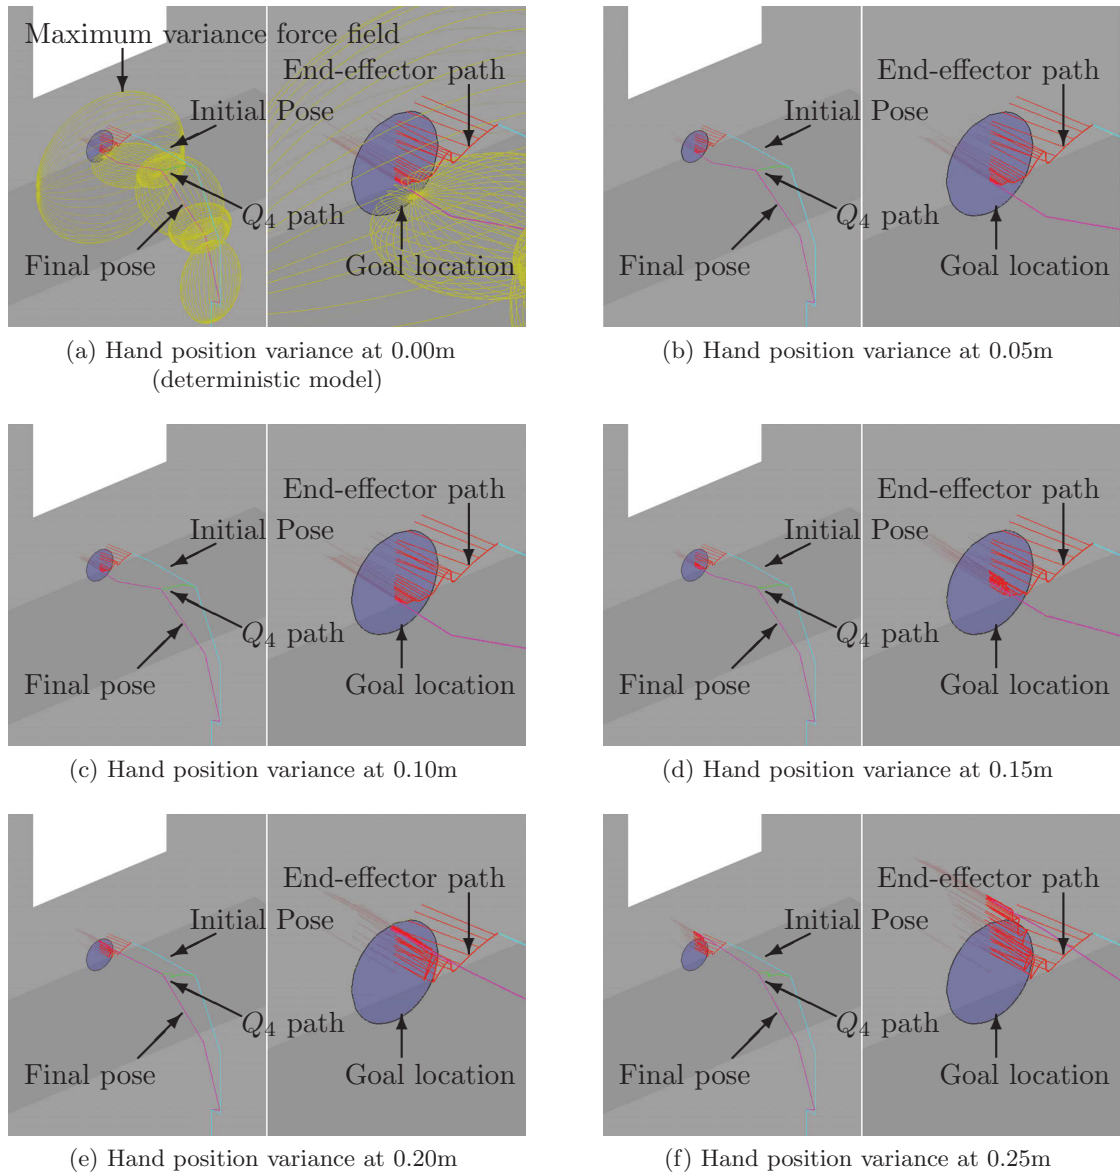 Maximum variance force field
End-effector path
Initial Pose
Q4 path
Final pose
Goal location
(a) Hand position variance at 0.00m
(deterministic model)
End-effector path
Initial Pose
Q4 path
Final pose
Goal location
(b) Hand position variance at 0.05m
End-effector path
Initial Pose
Q4 path
Final pose
Goal location
(c) Hand position variance at 0.10m
End-effector path
Initial Pose
Q4 path
Final pose
Goal location
(d) Hand position variance at 0.15m
End-effector path
Initial Pose
Q4 path
Final pose
Goal location
(e) Hand position variance at 0.20m
End-effector path
Initial Pose
Q4 path
Final pose
Goal location
(f) Hand position variance at 0.25m